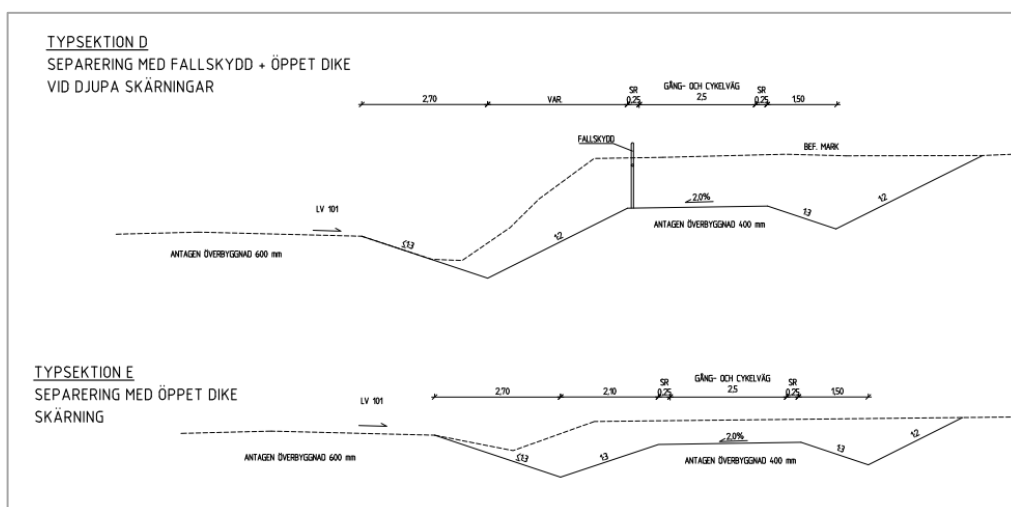 TYPSEKTION D
SEPARERING MED FALLSKYDD + ÖPPET DIKE
VID DJUPA SKÄRNINGAR
2,70
VAR.
SR
0.25
GÅNG- OCH CYKELVÄG
2,5
SR
0.25
1,50
FALLSKYDD
BEF. MARK
LV 101
2,0%
ANTAGEN ÖVERBYGGNAD 600 mm
1:2
ANTAGEN ÖVERBYGGNAD 400 mm
1:3
1:2
TYPSEKTION E
SEPARERING MED ÖPPET DIKE
SKÄRNING
LV 101
2,70
2,10
SR
0.25
GÅNG- OCH CYKELVÄG
2,5
SR
0.25
1,50
ANTAGEN ÖVERBYGGNAD 600 mm
1:3
2,0%
ANTAGEN ÖVERBYGGNAD 400 mm
1:3
1:2